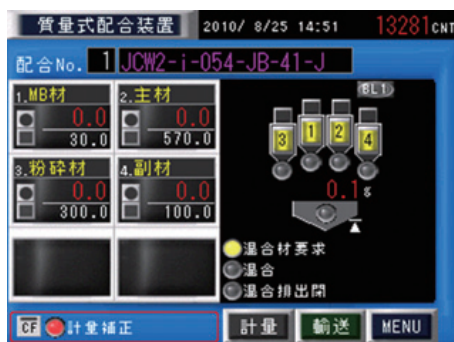 質量式配合装置 2010/ 8/25 14:51 13281CNT
配合No. 1 JCW2-i-054-JB-41-J
1.MB材 0.0 30.0
2.主材 0.0 570.0
3.粉砕材 0.0 300.0
4.副材 0.0 100.0
BL1
3 1 2 4
0.1g
混合材要求
混合
混合排出閉
CF 計量補正
計量 輸送 MENU